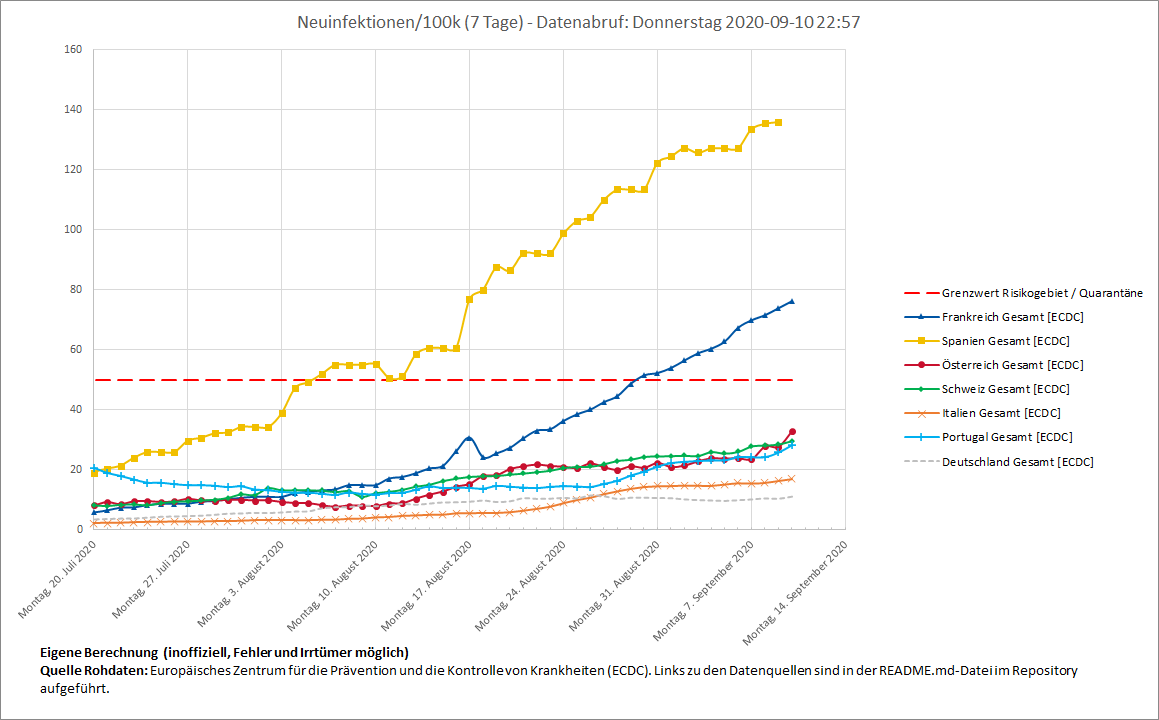 Neuinfektionen/100k (7 Tage) - Datenabruf: Donnerstag 2020-09-10 22:57
160
140
120
100
80
60
40
20
0
Montag, 20. Juli 2020
Montag, 27. Juli 2020
Montag, 3. August 2020
Montag, 10. August 2020
Montag, 17. August 2020
Montag, 24. August 2020
Montag, 31. August 2020
Montag, 7. September 2020
Montag, 14. September 2020
Grenzwert Risikogebiet / Quarantäne
Frankreich Gesamt [ECDC]
Spanien Gesamt [ECDC]
Österreich Gesamt [ECDC]
Schweiz Gesamt [ECDC]
Italien Gesamt [ECDC]
Portugal Gesamt [ECDC]
Deutschland Gesamt [ECDC]
Eigene Berechnung (inoffiziell, Fehler und Irrtümer möglich)
Quelle Rohdaten: Europäisches Zentrum für die Prävention und die Kontrolle von Krankheiten (ECDC). Links zu den Datenquellen sind in der README.md-Datei im Repository
aufgeführt.